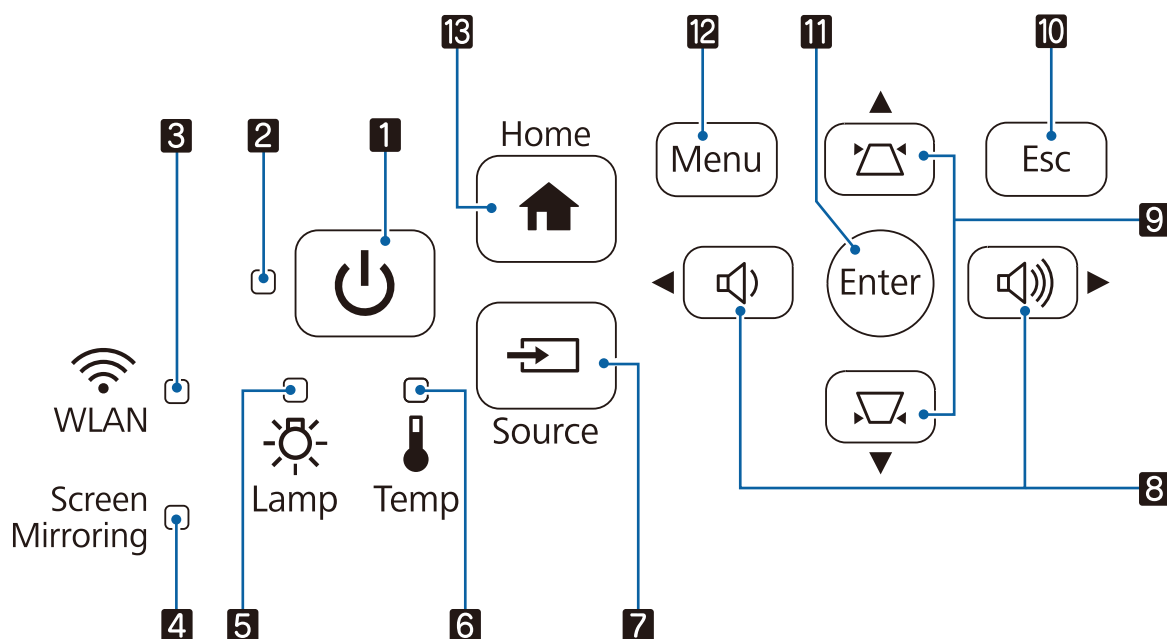 13
12
11
10
3
2
1
Home
Menu
Esc
9
Enter
WLAN
Source
Lamp
Temp
Screen
Mirroring
8
4
5
6
7